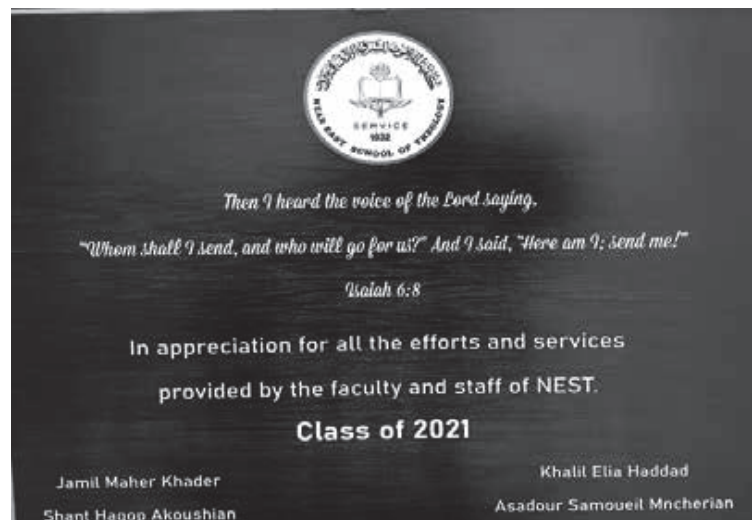 NEAR EAST SCHOOL OF THEOLOGY
SERVICE
1932
Then I heard the voice of the Lord saying,
"Whom shall I send, and who will go for us?" And I said, "Here am I; send me!"
Isaiah 6:8
In appreciation for all the efforts and services
provided by the faculty and staff of NEST.
Class of 2021
Jamil Maher Khader
Khalil Elia Haddad
Shant Hagop Akoushian
Asadour Samoueil Mncherian